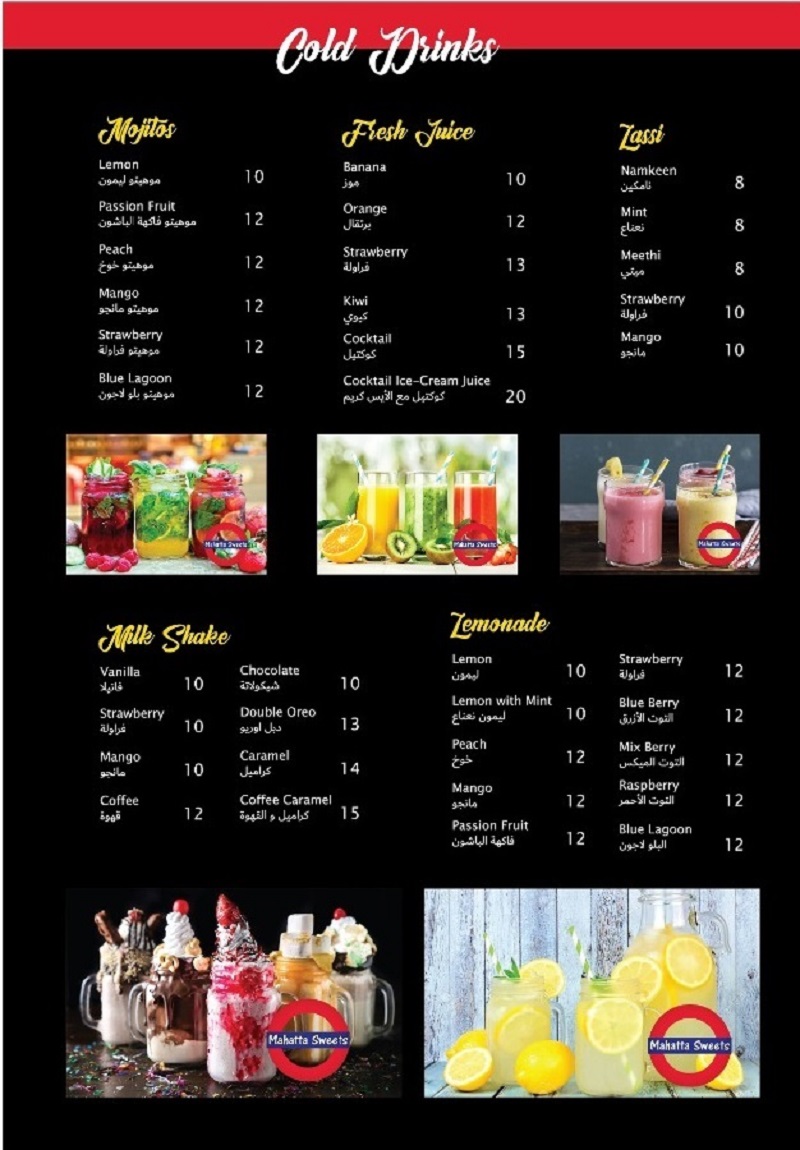 Cold Drinks
Mojitos
Lemon
موهيتو ليمون
10
Passion Fruit
موهيتو فاكهة الباشون
12
Peach
موهيتو خوخ
12
Mango
موهيتو مانجو
12
Strawberry
موهيتو فراولة
12
Blue Lagoon
موهيتو بلو لاجون
12
Fresh Juice
Banana
موز
10
Orange
برتقال
12
Strawberry
فراولة
13
Kiwi
كيوي
13
Cocktail
كوكتيل
15
Cocktail Ice-Cream Juice
كوكتيل مع الأيس كريم
20
Lassi
Namkeen
نامكين
8
Mint
نعناع
8
Meethi
ميتي
8
Strawberry
فراولة
10
Mango
مانجو
10
Mahatta Sweets
Mahatta Sweets
Mahatta Sweets
Milk Shake
Vanilla
فانيلا
10
Strawberry
فراولة
10
Mango
مانجو
10
Coffee
قهوة
12
Chocolate
شيكولاتة
10
Double Oreo
دبل اوريو
13
Caramel
كراميل
14
Coffee Caramel
كراميل و القهوة
15
Lemonade
Lemon
ليمون
10
Lemon with Mint
ليمون نعناع
10
Peach
خوخ
12
Mango
مانجو
12
Passion Fruit
فاكهة الباشون
12
Strawberry
فراولة
12
Blue Berry
التوت الأزرق
12
Mix Berry
التوت الميكس
12
Raspberry
التوت الأحمر
12
Blue Lagoon
البلو لاجون
12
Mahatta Sweets
Mahatta Sweets